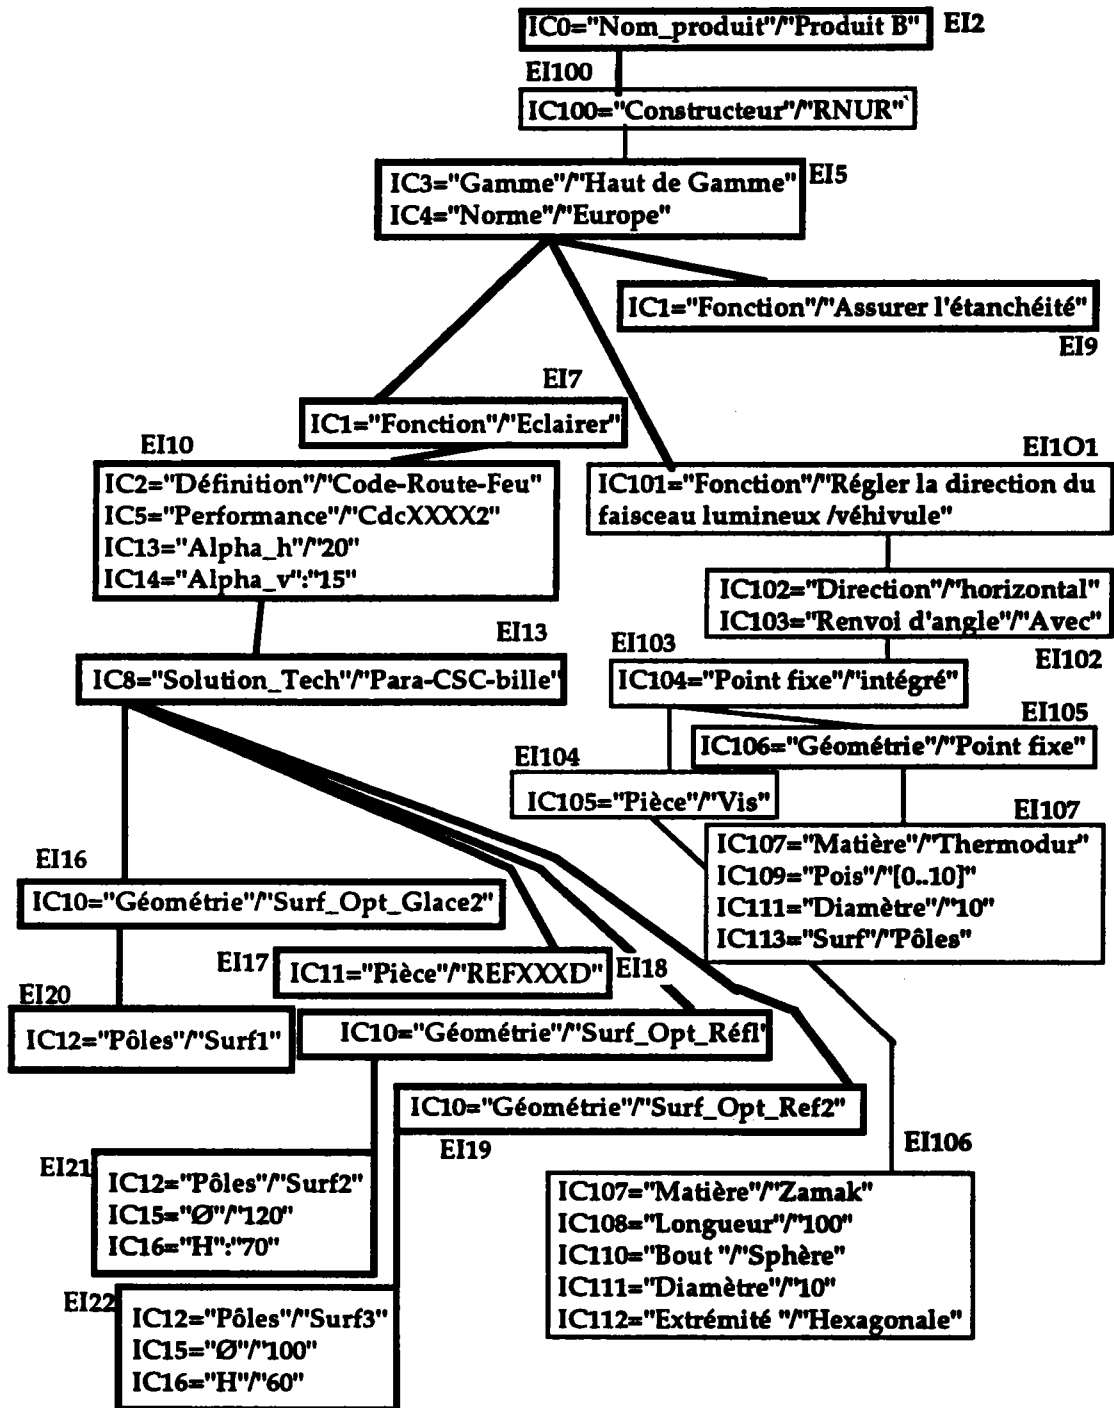 IC0="Nom_produit"/"Produit B"
EI2
EI100
IC100="Constructeur"/"RNUR"
IC3="Gamme"/"Haut de Gamme"
IC4="Norme"/"Europe"
EI5
IC1="Fonction"/"Assurer l'étanchéité"
EI9
EI7
IC1="Fonction"/"Eclairer"
EI10
IC2="Définition"/"Code-Route-Feu"
IC5="Performance"/"CdcXXXX2"
IC13="Alpha_h"/"20"
IC14="Alpha_v":"15"
EI1O1
IC101="Fonction"/"Régler la direction du
faisceau lumineux /véhivule"
IC102="Direction"/"horizontal"
IC103="Renvoi d'angle"/"Avec"
EI102
EI13
IC8="Solution_Tech"/"Para-CSC-bille"
EI103
IC104="Point fixe"/"intégré"
EI105
IC106="Géométrie"/"Point fixe"
EI104
IC105="Pièce"/"Vis"
EI107
IC107="Matière"/"Thermodur"
IC109="Pois"/"[0..10]"
IC111="Diamètre"/"10"
IC113="Surf"/"Pôles"
EI16
IC10="Géométrie"/"Surf_Opt_Glace2"
EI17
IC11="Pièce"/"REFXXXD"
EI18
EI20
IC12="Pôles"/"Surf1"
IC10="Géométrie"/"Surf_Opt_Réf1"
IC10="Géométrie"/"Surf_Opt_Ref2"
EI19
EI106
EI21
IC12="Pôles"/"Surf2"
IC15="Ø"/"120"
IC16="H":"70"
IC107="Matière"/"Zamak"
IC108="Longueur"/"100"
IC110="Bout "/"Sphère"
IC111="Diamètre"/"10"
IC112="Extrémité "/"Hexagonale"
EI22
IC12="Pôles"/"Surf3"
IC15="Ø"/"100"
IC16="H"/"60"